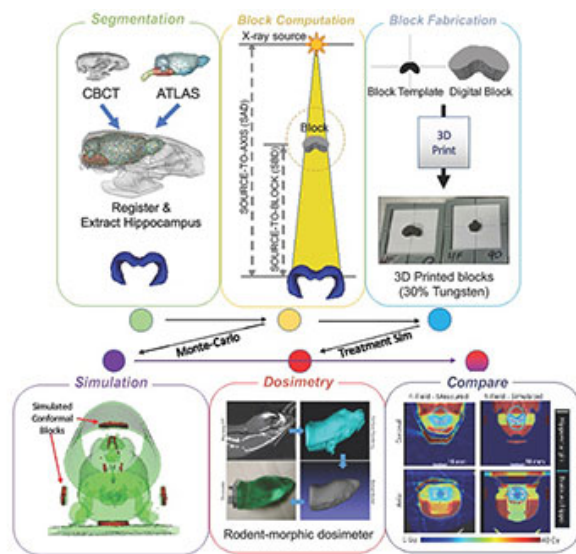 Segmentation
CBCT
ATLAS
Register &
Extract Hippocampus
Block Computation
X-ray source
SOURCE-TO-AXIS (SAD)
Block
SOURCE-TO-BLOCK (SBD)
Block Fabrication
Block Template
Digital Block
3D
Print
3D Printed blocks
(30% Tungsten)
Monte-Carlo
Treatment Sim
Simulation
Simulated
Conformal
Blocks
Dosimetry
Rodent-morphic dosimeter
Compare
Measured
Simulated